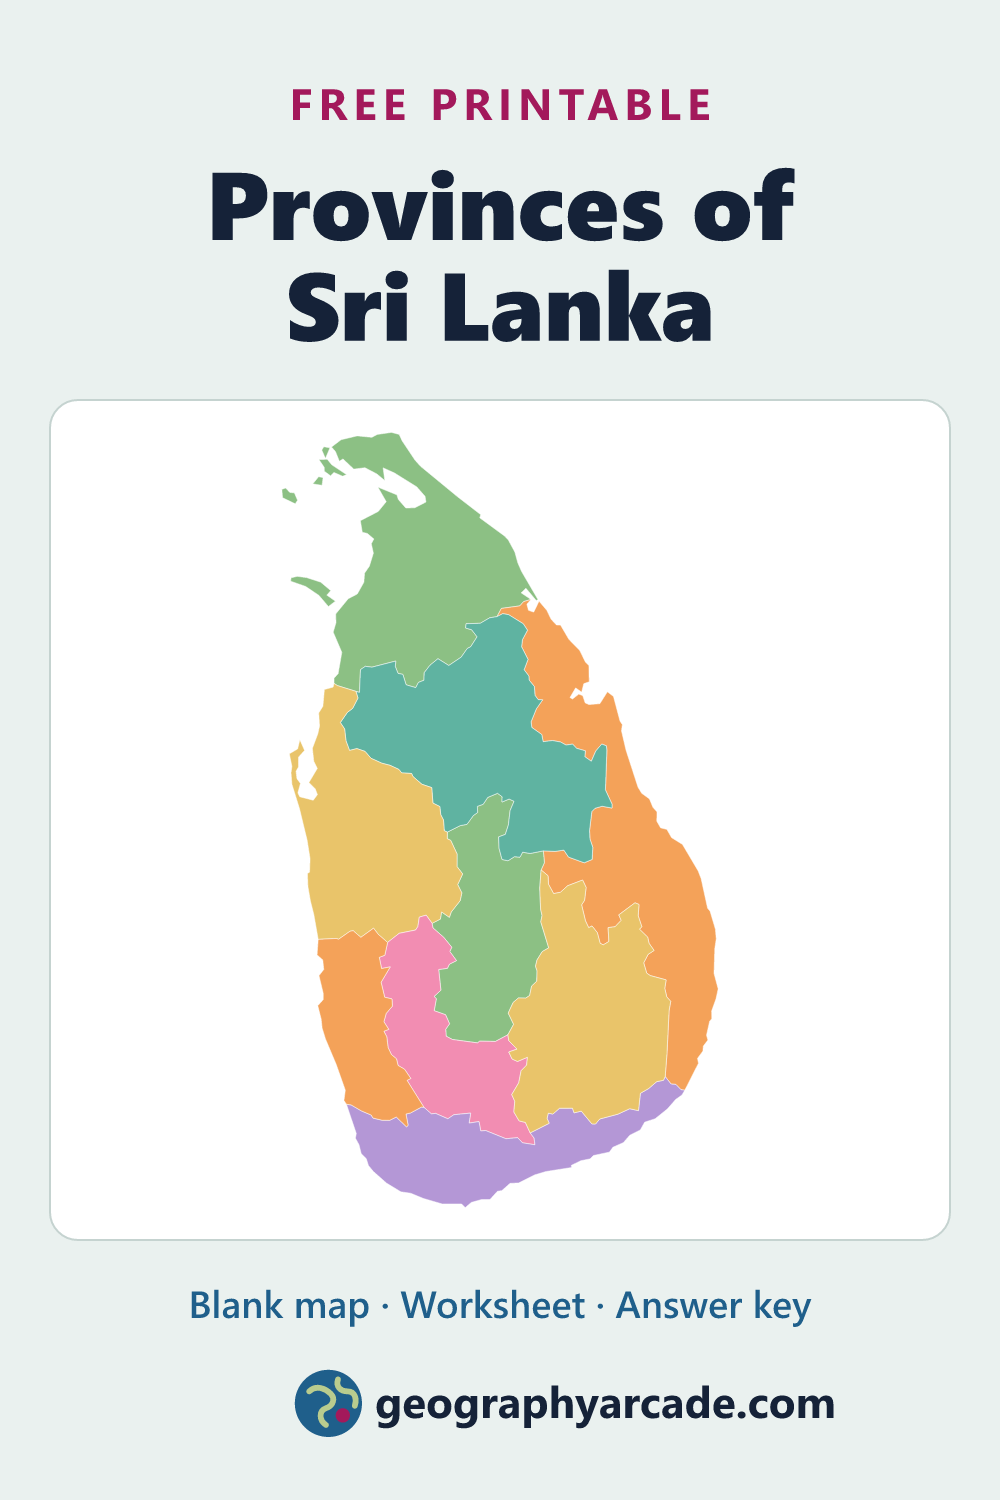 FREE PRINTABLE
Provinces of
Sri Lanka
Blank map · Worksheet · Answer key
geographyarcade.com